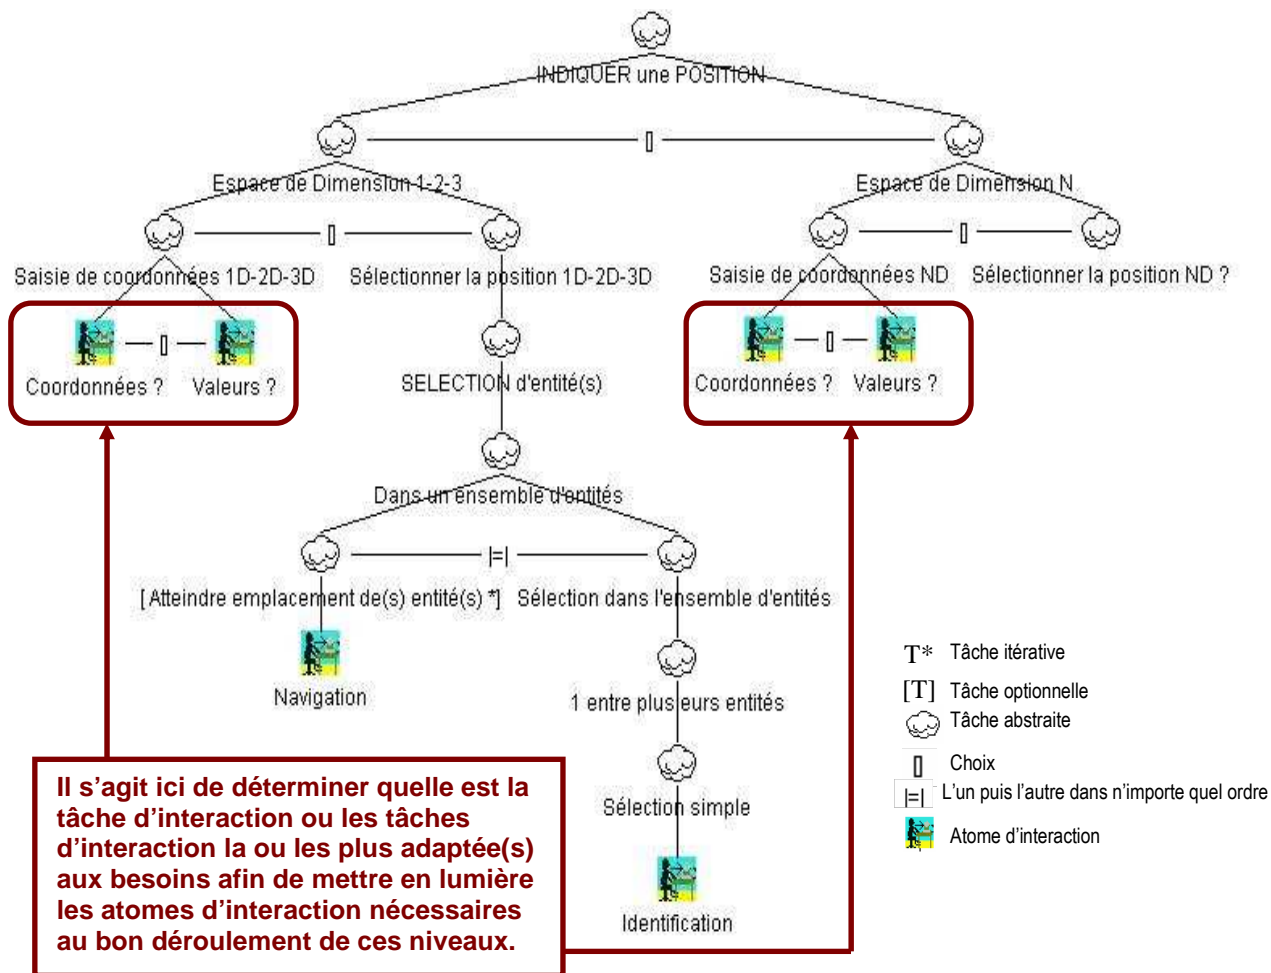 INDIQUER une POSITION
[]
Espace de Dimension 1-2-3
Espace de Dimension N
[]
[]
Saisie de coordonnées 1D-2D-3D
Sélectionner la position 1D-2D-3D
Saisie de coordonnées ND
Sélectionner la position ND ?
[]
[]
Coordonnées ?
Valeurs ?
SELECTION d'entité(s)
Coordonnées ?
Valeurs ?
Dans un ensemble d'entités
|=|
[ Atteindre emplacement de(s) entité(s) *]
Sélection dans l'ensemble d'entités
Navigation
1 entre plusieurs entités
Sélection simple
Identification
T* Tâche itérative
[T] Tâche optionnelle
Tâche abstraite
[] Choix
|=| L'un puis l'autre dans n'importe quel ordre
Atome d'interaction
Il s’agit ici de déterminer quelle est la
tâche d’interaction ou les tâches
d’interaction la ou les plus adaptée(s)
aux besoins afin de mettre en lumière
les atomes d’interaction nécessaires
au bon déroulement de ces niveaux.